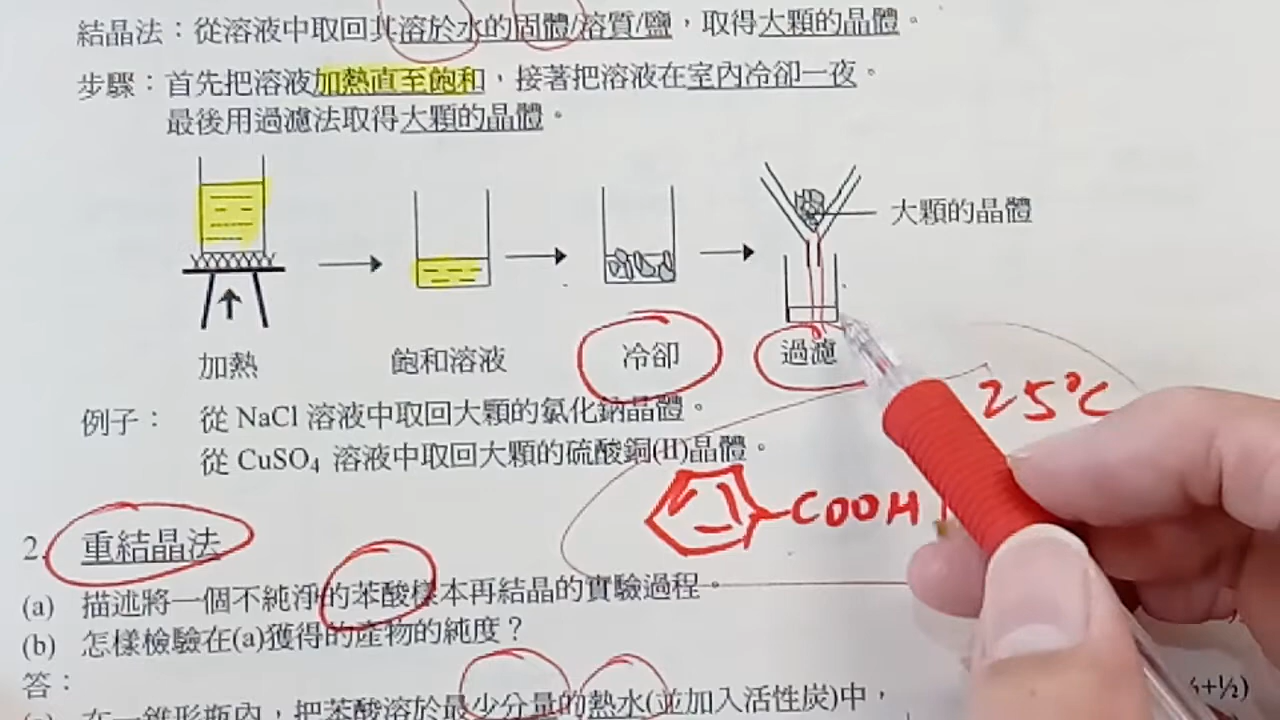 結晶法：從溶液中取回其溶於水的固體/溶質/鹽，取得大顆的晶體。
步驟：首先把溶液加熱直至飽和，接著把溶液在室內冷卻一夜。
最後用過濾法取得大顆的晶體。
大顆的晶體
加熱 飽和溶液 冷卻 過濾
25°C
例子： 從 NaCl 溶液中取回大顆的氯化鈉晶體。
從 CuSO₄ 溶液中取回大顆的硫酸銅(II)晶體。
COOH
2. 重結晶法
(a) 描述將一個不純淨的苯酸樣本再結晶的實驗過程。
(b) 怎樣檢驗在(a)獲得的產物的純度？
答：
在一錐形瓶內，把苯酸溶於最少分量的熱水(並加入活性炭)中，
+½)